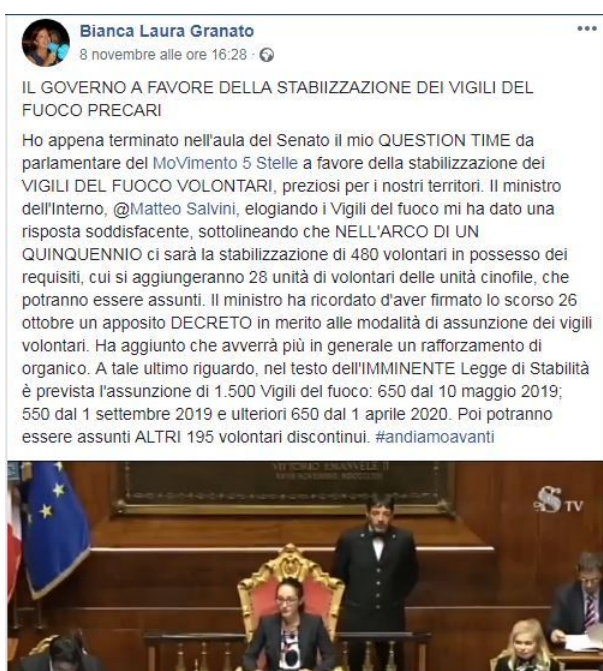 Bianca Laura Granato
8 novembre alle ore 16:28 ·
IL GOVERNO A FAVORE DELLA STABIIZZAZIONE DEI VIGILI DEL
FUOCO PRECARI
Ho appena terminato nell'aula del Senato il mio QUESTION TIME da
parlamentare del MoVimento 5 Stelle a favore della stabilizzazione dei
VIGILI DEL FUOCO VOLONTARI, preziosi per i nostri territori. Il ministro
dell'Interno, @Matteo Salvini, elogiando i Vigili del fuoco mi ha dato una
risposta soddisfacente, sottolineando che NELL'ARCO DI UN
QUINQUENNIO ci sarà la stabilizzazione di 480 volontari in possesso dei
requisiti, cui si aggiungeranno 28 unità di volontari delle unità cinofile, che
potranno essere assunti. Il ministro ha ricordato d'aver firmato lo scorso 26
ottobre un apposito DECRETO in merito alle modalità di assunzione dei vigili
volontari. Ha aggiunto che avverrà più in generale un rafforzamento di
organico. A tale ultimo riguardo, nel testo dell'IMMINENTE Legge di Stabilità
è prevista l'assunzione di 1.500 Vigili del fuoco: 650 dal 10 maggio 2019;
550 dal 1 settembre 2019 e ulteriori 650 dal 1 aprile 2020. Poi potranno
essere assunti ALTRI 195 volontari discontinui. #andiamoavanti
VITTORIO EMANVELE II
TV